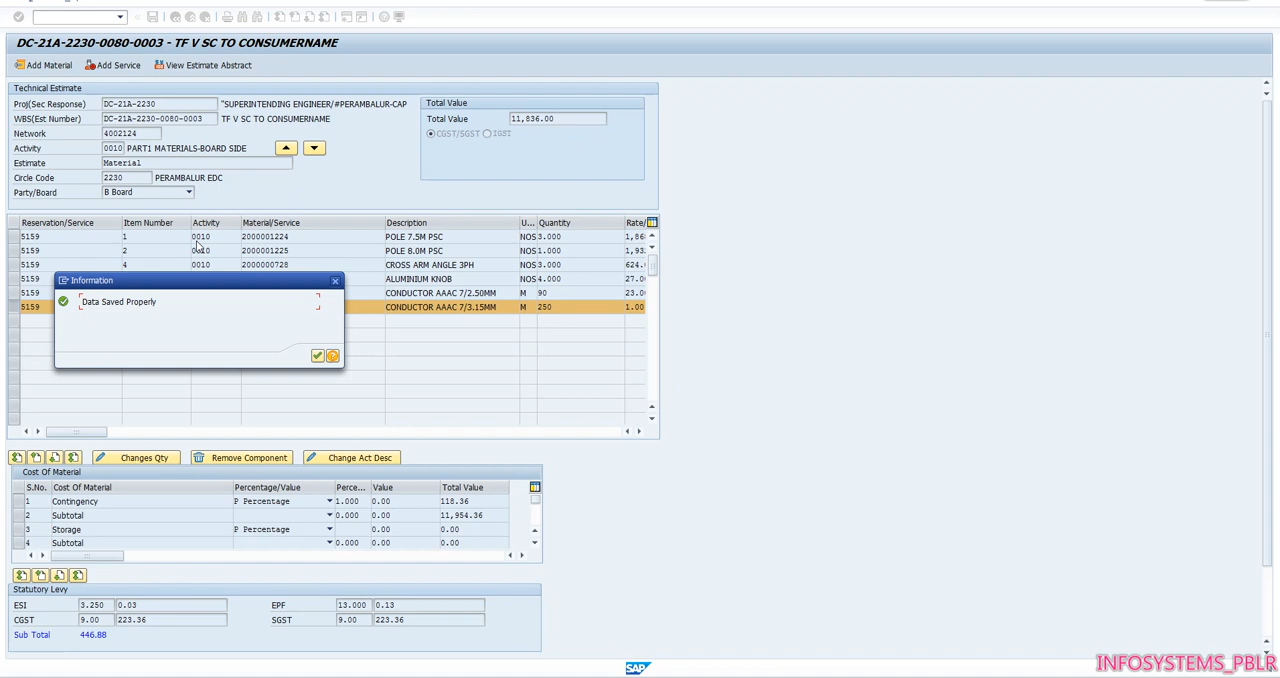 DC-21A-2230-0080-0003 - TF V SC TO CONSUMERNAME
Add Material Add Service View Estimate Abstract
Technical Estimate
Proj(Sec Response) DC-21A-2230 "SUPERINTENDING ENGINEER/#PERAMBALUR-CAP
WBS(Est Number) DC-21A-2230-0080-0003 TF V SC TO CONSUMERNAME
Network 4002124
Activity 0010 PART1 MATERIALS-BOARD SIDE
Estimate Material
Circle Code 2230 PERAMBALUR EDC
Party/Board B Board
Total Value
Total Value 11,836.00
CGST/SGST IGST
Reservation/Service Item Number Activity Material/Service Description U... Quantity Rate/
5159 1 0010 2000001224 POLE 7.5M PSC NOS 3.000 1,86
5159 2 0010 2000001225 POLE 8.0M PSC NOS 1.000 1,93
5159 4 0010 2000000728 CROSS ARM ANGLE 3PH NOS 3.000 624.
5159 ALUMINIUM KNOB NOS 4.000 27.0
5159 CONDUCTOR AAAC 7/2.50MM M 90 23.0
5159 CONDUCTOR AAAC 7/3.15MM M 250 1.00
Information
Data Saved Properly
Changes Qty Remove Component Change Act Desc
Cost Of Material
S.No. Cost Of Material Percentage/Value Perce... Value Total Value
1 Contingency P Percentage 1.000 0.00 118.36
2 Subtotal 0.000 0.00 11,954.36
3 Storage P Percentage 0.00 0.00
4 Subtotal 0.000 0.00 0.00
Statutory Levy
ESI 3.250 0.03 EPF 13.000 0.13
CGST 9.00 223.36 SGST 9.00 223.36
Sub Total 446.88
SAP
INFOSYSTEMS_PBLR